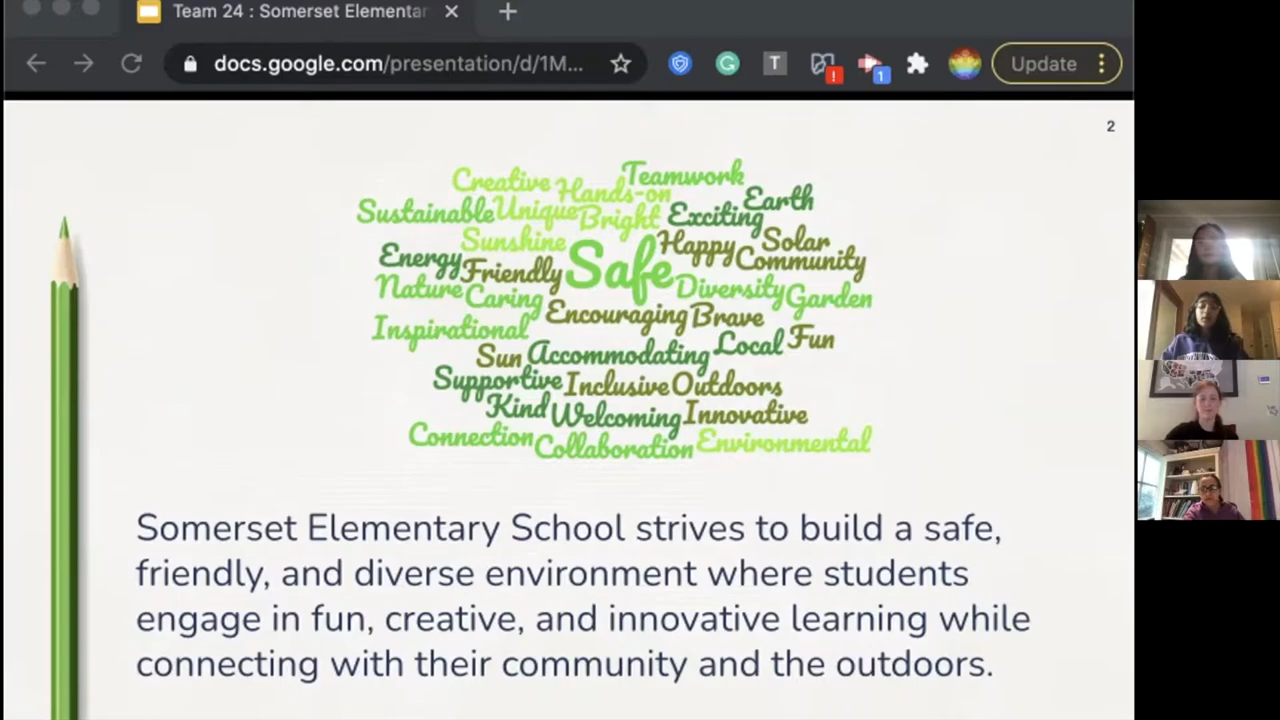 Team 24 : Somerset Elementar
docs.google.com/presentation/d/1M...
T
!
1
Update
2
Creative Hands-on Teamwork
Sustainable Unique Bright Exciting Earth
Sunshine Happy Solar
Energy Friendly Safe Community
Nature Caring Diversity Garden
Encouraging Brave
Inspirational Local Fun
Sun Accommodating
Supportive Inclusive Outdoors
Kind Welcoming Innovative
Connection Collaboration Environmental
Somerset Elementary School strives to build a safe,
friendly, and diverse environment where students
engage in fun, creative, and innovative learning while
connecting with their community and the outdoors.